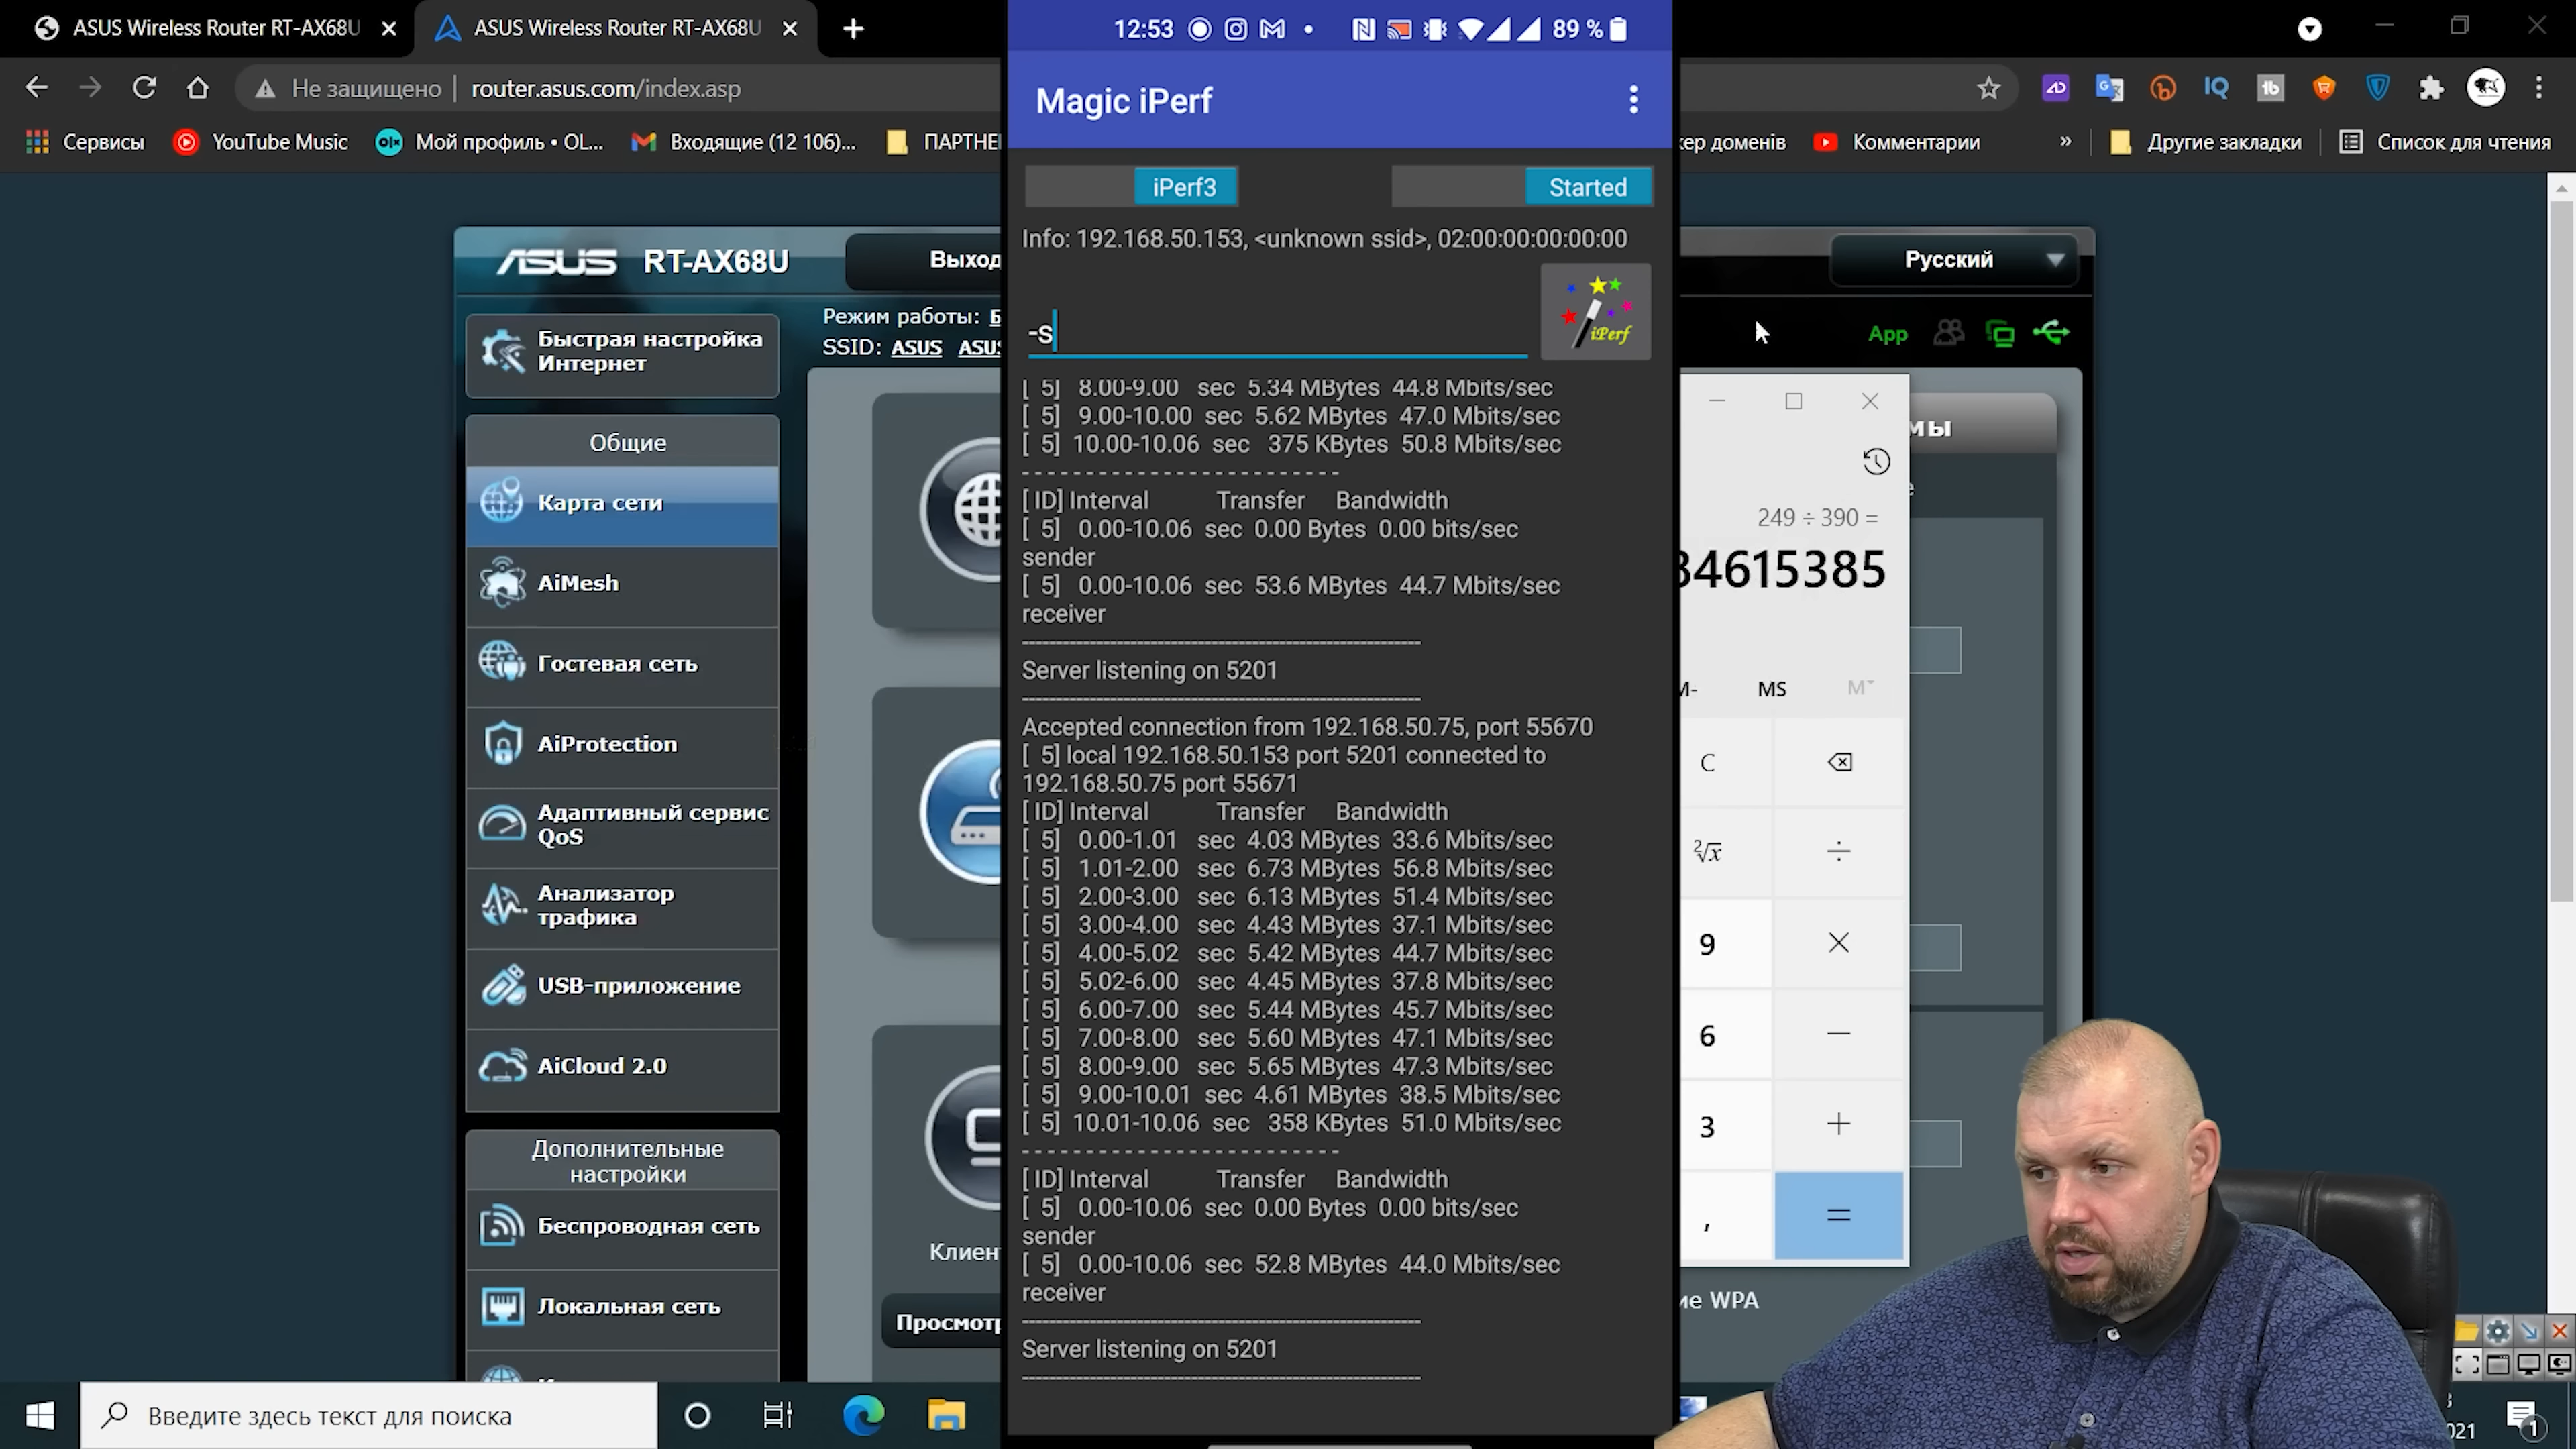 ASUS Wireless Router RT-AX68U
ASUS Wireless Router RT-AX68U
Не защищено
router.asus.com/index.asp
Сервисы
YouTube Music
Мой профиль • OL...
Входящие (12 106)...
ПАРТНЕ
кер доменів
Комментарии
»
Другие закладки
Список для чтения
12:53
89 %
Magic iPerf
iPerf3
Started
Info: 192.168.50.153, <unknown ssid>, 02:00:00:00:00:00
-s
iPerf
[ 5] 8.00-9.00 sec 5.34 MBytes 44.8 Mbits/sec
[ 5] 9.00-10.00 sec 5.62 MBytes 47.0 Mbits/sec
[ 5] 10.00-10.06 sec 375 KBytes 50.8 Mbits/sec
- - - - - - - - - - - - - - - - - - - - - - - - -
[ ID] Interval Transfer Bandwidth
[ 5] 0.00-10.06 sec 0.00 Bytes 0.00 bits/sec
sender
[ 5] 0.00-10.06 sec 53.6 MBytes 44.7 Mbits/sec
receiver
-----------------------------------------------------------
Server listening on 5201
-----------------------------------------------------------
Accepted connection from 192.168.50.75, port 55670
[ 5] local 192.168.50.153 port 5201 connected to
192.168.50.75 port 55671
[ ID] Interval Transfer Bandwidth
[ 5] 0.00-1.01 sec 4.03 MBytes 33.6 Mbits/sec
[ 5] 1.01-2.00 sec 6.73 MBytes 56.8 Mbits/sec
[ 5] 2.00-3.00 sec 6.13 MBytes 51.4 Mbits/sec
[ 5] 3.00-4.00 sec 4.43 MBytes 37.1 Mbits/sec
[ 5] 4.00-5.02 sec 5.42 MBytes 44.7 Mbits/sec
[ 5] 5.02-6.00 sec 4.45 MBytes 37.8 Mbits/sec
[ 5] 6.00-7.00 sec 5.44 MBytes 45.7 Mbits/sec
[ 5] 7.00-8.00 sec 5.60 MBytes 47.1 Mbits/sec
[ 5] 8.00-9.00 sec 5.65 MBytes 47.3 Mbits/sec
[ 5] 9.00-10.01 sec 4.61 MBytes 38.5 Mbits/sec
[ 5] 10.01-10.06 sec 358 KBytes 51.0 Mbits/sec
- - - - - - - - - - - - - - - - - - - - - - - - -
[ ID] Interval Transfer Bandwidth
[ 5] 0.00-10.06 sec 0.00 Bytes 0.00 bits/sec
sender
[ 5] 0.00-10.06 sec 52.8 MBytes 44.0 Mbits/sec
receiver
-----------------------------------------------------------
Server listening on 5201
-----------------------------------------------------------
ASUS RT-AX68U
Выход
Русский
Режим работы: Б
SSID: ASUS ASUS
App
Быстрая настройка
Интернет
Общие
Карта сети
AiMesh
Гостевая сеть
AiProtection
Адаптивный сервис
QoS
Анализатор
трафика
USB-приложение
AiCloud 2.0
Дополнительные
настройки
Беспроводная сеть
Локальная сеть
Клиен
Просмотр
мы
249 ÷ 390 =
34615385
M-
MS
M˅
C
²√x
÷
9
×
6
−
3
+
,
=
ие WPA
Введите здесь текст для поиска
021
1